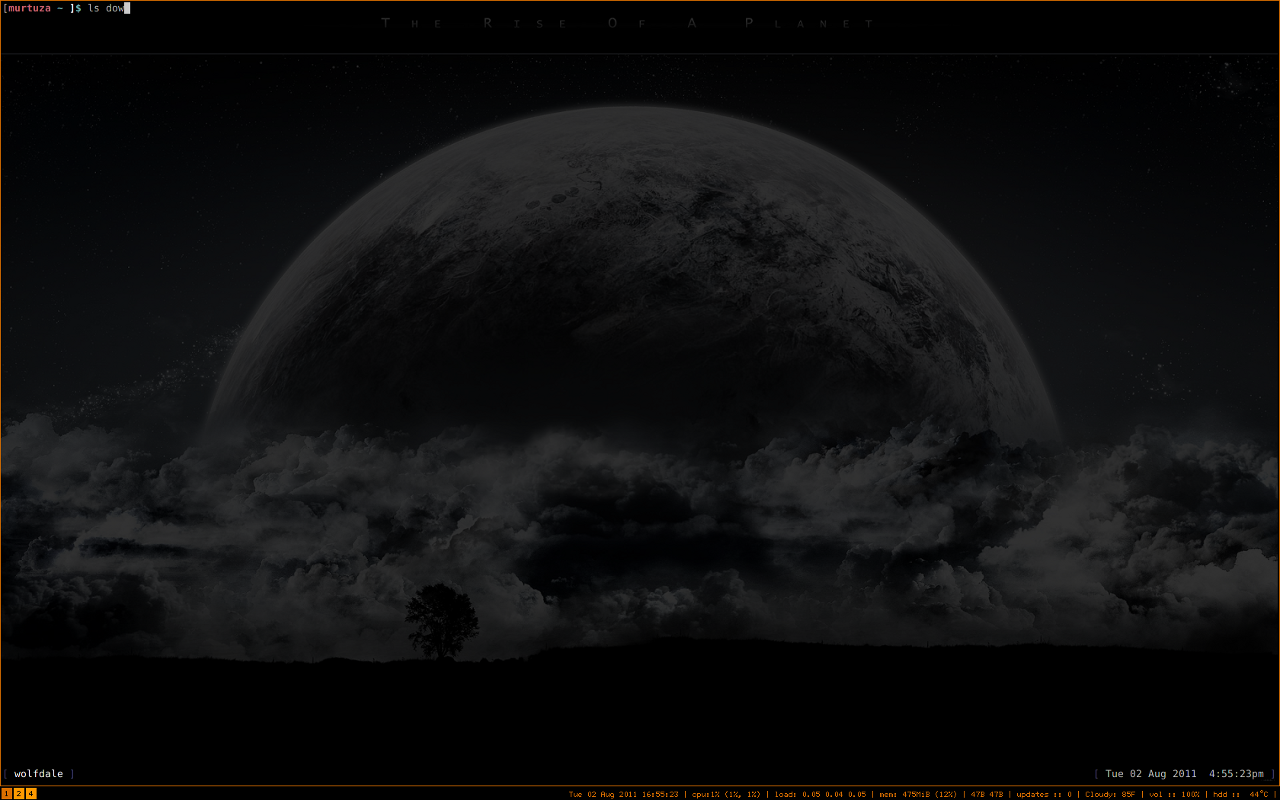 [murtuza ~ ]$ ls dow
The Rise Of A Planet
[ wolfdale ]
[ Tue 02 Aug 2011 4:55:23pm ]
1 2 4
Tue 02 Aug 2011 16:55:23 | cpu:1% (1%, 1%) | load: 0.05 0.04 0.05 | mem: 475MiB (12%) | 47B 47B | updates :: 0 | Cloudy: 85F | vol :: 100% | hdd :: 44°C |